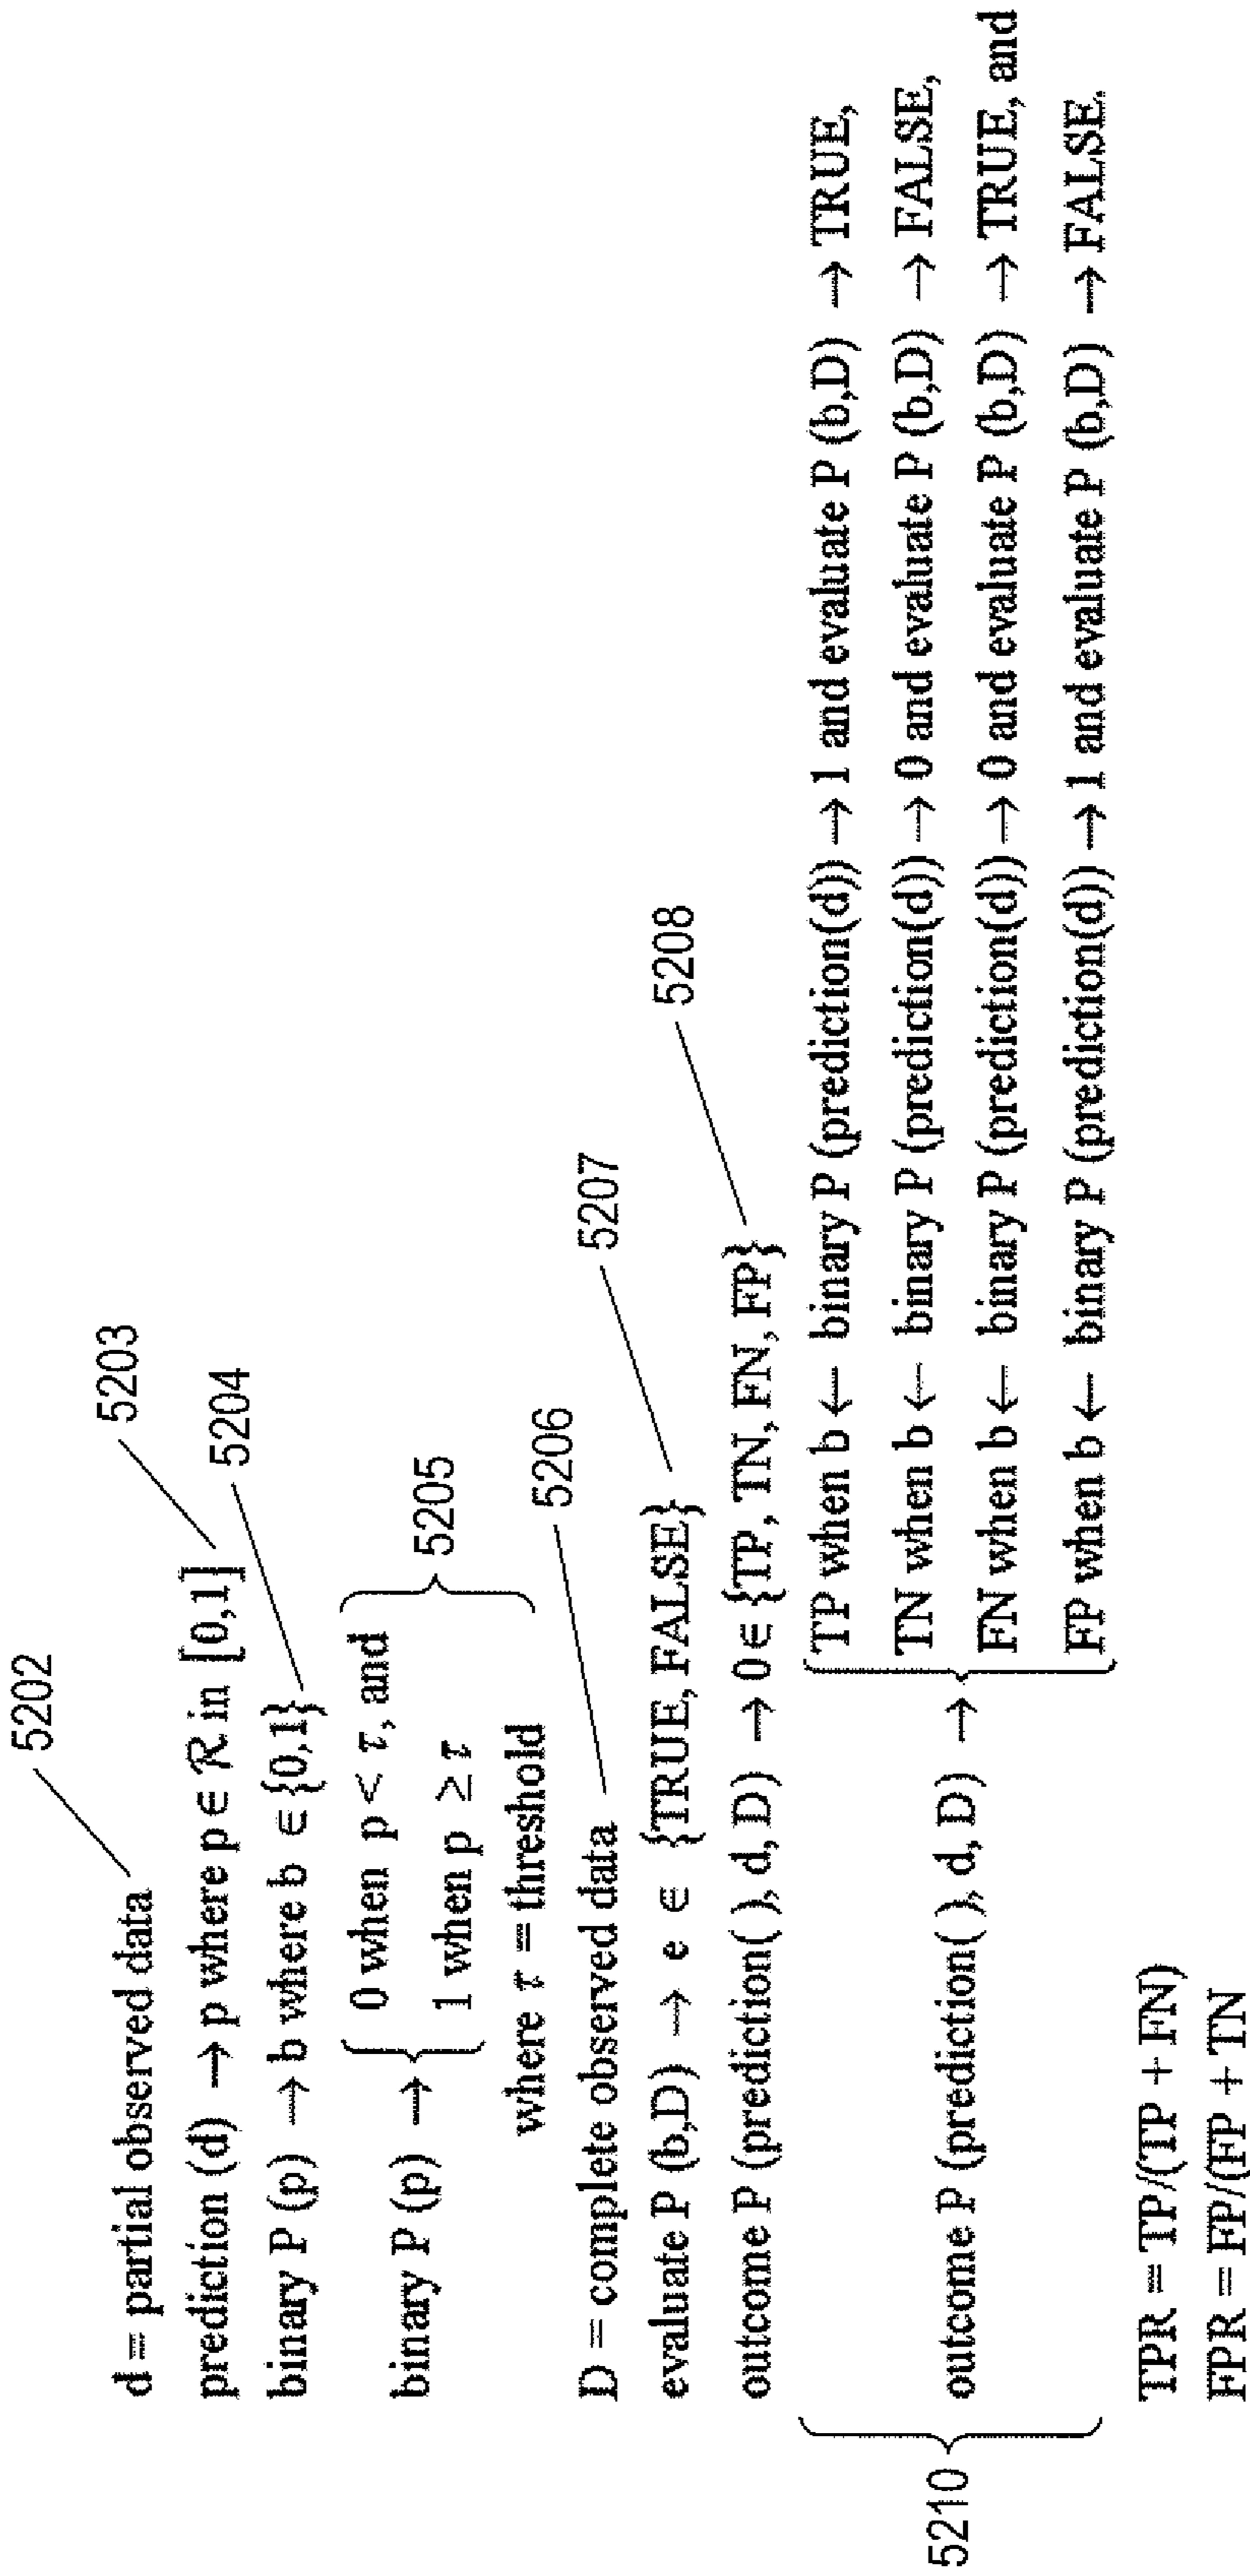 5202
d = partial observed data
5203
prediction (d) → p where p ∈ ℛ in [0,1]
5204
binary P (p) → b where b ∈ {0,1}
binary P (p) → { 0 when p < τ, and
1 when p ≥ τ } 5205
where τ = threshold
5206
D = complete observed data
5207
evaluate P (b,D) → e ∈ {TRUE, FALSE}
5208
outcome P (prediction( ), d, D) → 0 ∈ {TP, TN, FN, FP}
TP when b ← binary P (prediction(d)) → 1 and evaluate P (b,D) → TRUE,
TN when b ← binary P (prediction(d)) → 0 and evaluate P (b,D) → FALSE,
5210 { outcome P (prediction( ), d, D) → {
FN when b ← binary P (prediction(d)) → 0 and evaluate P (b,D) → TRUE, and
FP when b ← binary P (prediction(d)) → 1 and evaluate P (b,D) → FALSE.
TPR = TP/(TP + FN)
FPR = FP/(FP + TN